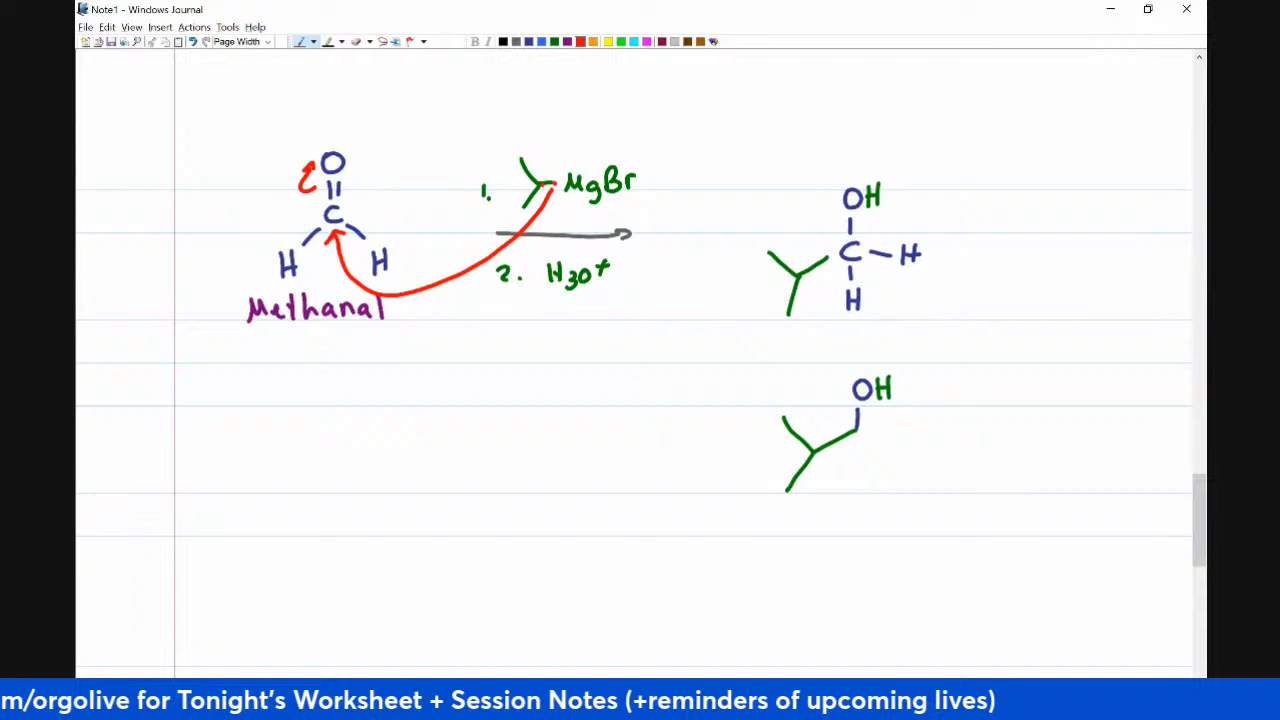 Note1 - Windows Journal
File Edit View Insert Actions Tools Help
Page Width
B I
O
C
H H
Methanal
1. MgBr
2. H3O+
OH
C - H
H
OH
m/orgolive for Tonight's Worksheet + Session Notes (+reminders of upcoming lives)